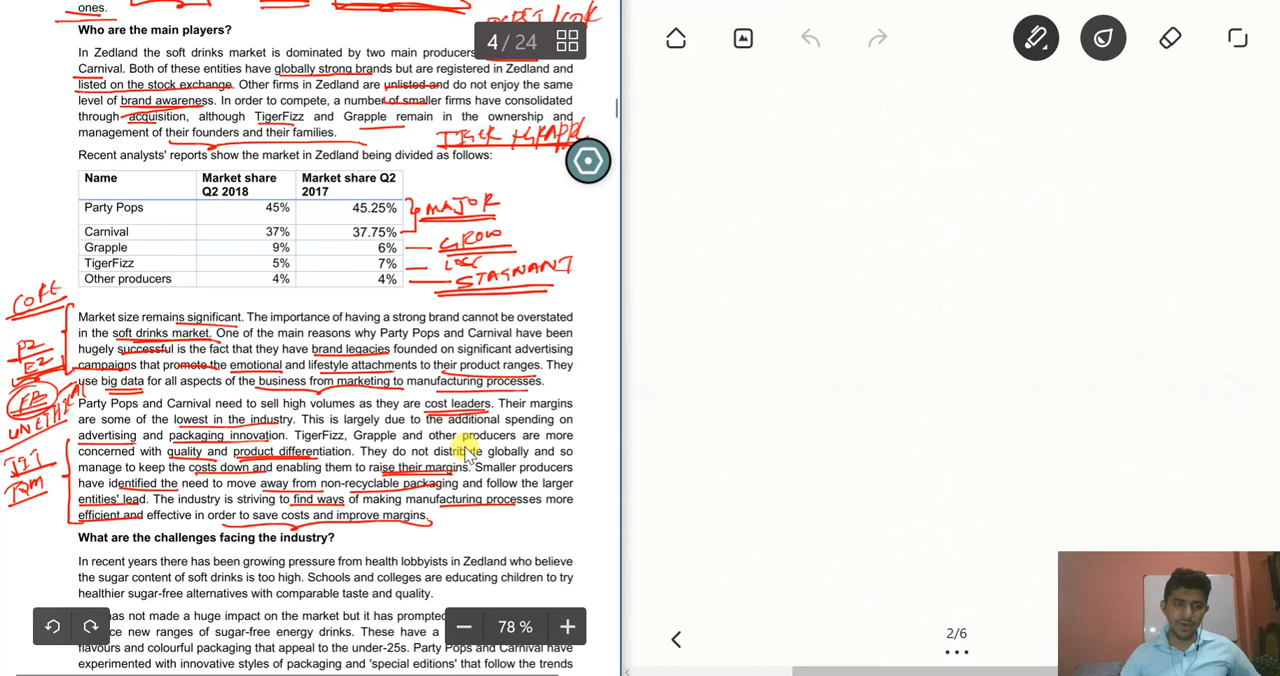 ones.
Who are the main players?
In Zedland the soft drinks market is dominated by two main producers
4 / 24
Carnival. Both of these entities have globally strong brands but are registered in Zedland and
listed on the stock exchange. Other firms in Zedland are unlisted and do not enjoy the same
level of brand awareness. In order to compete, a number of smaller firms have consolidated
through acquisition, although TigerFizz and Grapple remain in the ownership and
management of their founders and their families.
TIGER + GRAPPL
Recent analysts' reports show the market in Zedland being divided as follows:
Name Market share Q2 2018 Market share Q2 2017
Party Pops 45% 45.25%
MAJOR
Carnival 37% 37.75%
Grapple 9% 6% GROW
TigerFizz 5% 7% LOSS
Other producers 4% 4% STAGNANT
CORE
Market size remains significant. The importance of having a strong brand cannot be overstated
in the soft drinks market. One of the main reasons why Party Pops and Carnival have been
hugely successful is the fact that they have brand legacies founded on significant advertising
campaigns that promote the emotional and lifestyle attachments to their product ranges. They
use big data for all aspects of the business from marketing to manufacturing processes.
P2
E2
UNETHICAL
Party Pops and Carnival need to sell high volumes as they are cost leaders. Their margins
are some of the lowest in the industry. This is largely due to the additional spending on
advertising and packaging innovation. TigerFizz, Grapple and other producers are more
concerned with quality and product differentiation. They do not distribute globally and so
manage to keep the costs down and enabling them to raise their margins. Smaller producers
have identified the need to move away from non-recyclable packaging and follow the larger
entities' lead. The industry is striving to find ways of making manufacturing processes more
efficient and effective in order to save costs and improve margins.
TQM
What are the challenges facing the industry?
In recent years there has been growing pressure from health lobbyists in Zedland who believe
the sugar content of soft drinks is too high. Schools and colleges are educating children to try
healthier sugar-free alternatives with comparable taste and quality.
has not made a huge impact on the market but it has prompted
new ranges of sugar-free energy drinks. These have a
78 %
flavours and colourful packaging that appeal to the under-25s. Party Pops and Carnival have
experimented with innovative styles of packaging and 'special editions' that follow the trends
2/6